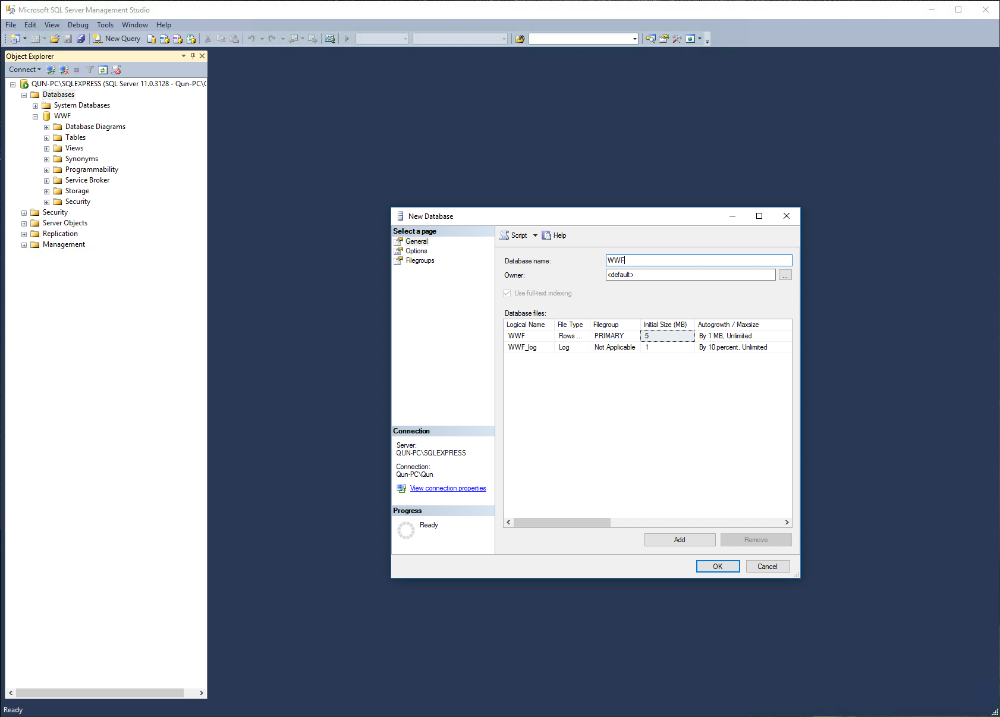 Microsoft SQL Server Management Studio
File Edit View Debug Tools Window Help
New Query
Object Explorer
Connect
QUN-PC\SQLEXPRESS (SQL Server 11.0.3128 - Qun-PC\
Databases
System Databases
WWF
Database Diagrams
Tables
Views
Synonyms
Programmability
Service Broker
Storage
Security
Security
Server Objects
Replication
Management
New Database
Select a page
General
Options
Filegroups
Connection
Server:
QUN-PC\SQLEXPRESS
Connection:
Qun-PC\Qun
View connection properties
Progress
Ready
Script Help
Database name: WWF
Owner: <default> ...
Use full-text indexing
Database files:
Logical Name File Type Filegroup Initial Size (MB) Autogrowth / Maxsize
WWF Rows ... PRIMARY 5 By 1 MB, Unlimited
WWF_log Log Not Applicable 1 By 10 percent, Unlimited
Add Remove
OK Cancel
Ready